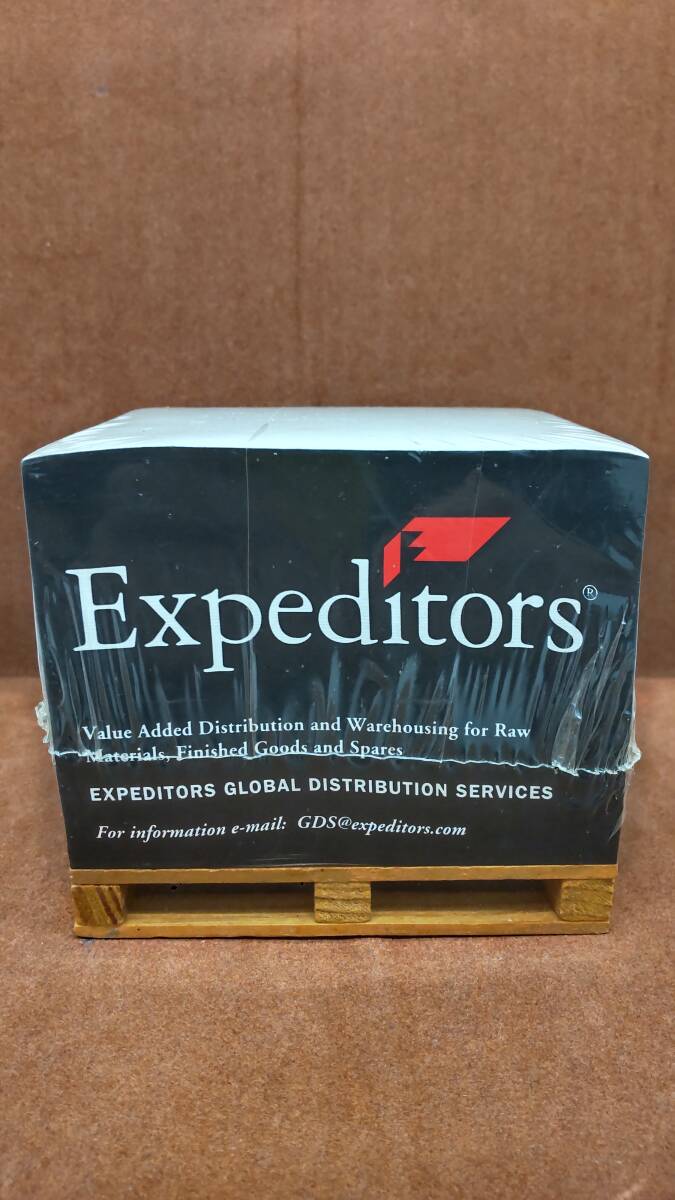 Expeditors®
Value Added Distribution and Warehousing for Raw
Materials, Finished Goods and Spares
EXPEDITORS GLOBAL DISTRIBUTION SERVICES
For information e-mail: GDS@expeditors.com